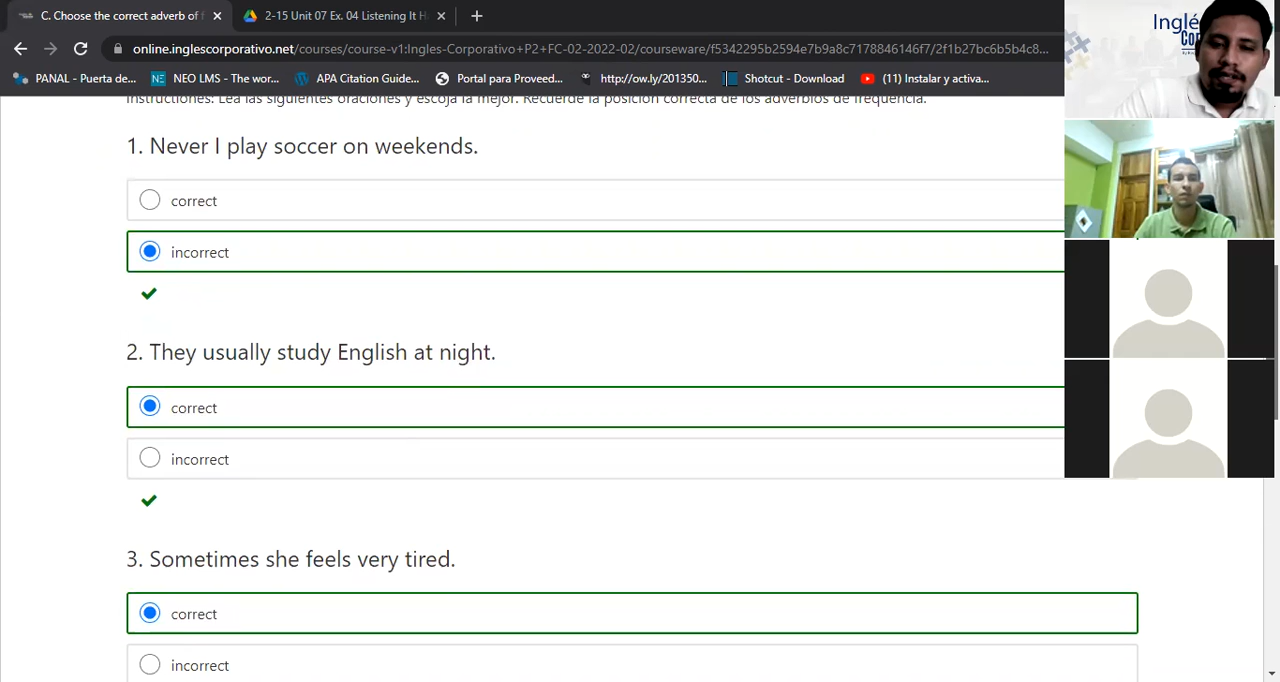 C. Choose the correct adverb of f
2-15 Unit 07 Ex. 04 Listening It H
online.inglescorporativo.net/courses/course-v1:Ingles-Corporativo+P2+FC-02-2022-02/courseware/f5342295b2594e7b9a8c7178846146f7/2f1b27bc6b5b4c8...
PANAL - Puerta de...
NEO LMS - The wor...
APA Citation Guide...
Portal para Proveed...
http://ow.ly/201350...
Shotcut - Download
(11) Instalar y activa...
Inglé
Instructiones: Lea las siguientes oraciones y escoja la mejor. Recuerde la posición correcta de los adverbios de frequencia.
1. Never I play soccer on weekends.
correct
incorrect
2. They usually study English at night.
correct
incorrect
3. Sometimes she feels very tired.
correct
incorrect